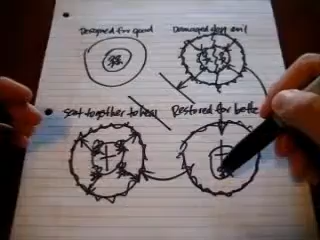 Designed for good
Damaged by evil
Sent together to heal
Restored for better